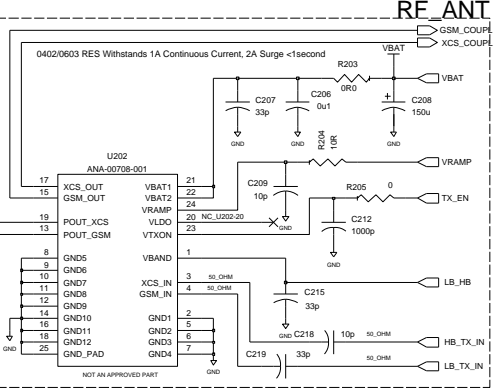 RF_ANT
GSM_COUPL
XCS_COUPL
0402/0603 RES Withstands 1A Continuous Current, 2A Surge <1second
VBAT
R203
0R0
VBAT
C207
33p
C206
0u1
+
C208
150u
GND
GND
GND
R204
10R
VRAMP
U202
ANA-00708-001
17 XCS_OUT
15 GSM_OUT
19 POUT_XCS
13 POUT_GSM
8 GND5
9 GND6
10 GND7
11 GND8
12 GND9
14 GND10
16 GND11
18 GND12
25 GND_PAD
GND
VBAT1 21
VBAT2 22
VRAMP 24
VLDO 20 NC_U202-20
VTXON 23
VBAND 1
XCS_IN 3 50_OHM
GSM_IN 4 50_OHM
GND1 2
GND2 5
GND3 6
GND4 7
GND
NOT AN APPROVED PART
C209
10p
GND
R205
0
TX_EN
C212
1000p
GND
C215
33p
GND
LB_HB
C218
10p
50_OHM
HB_TX_IN
C219
33p
50_OHM
LB_TX_IN